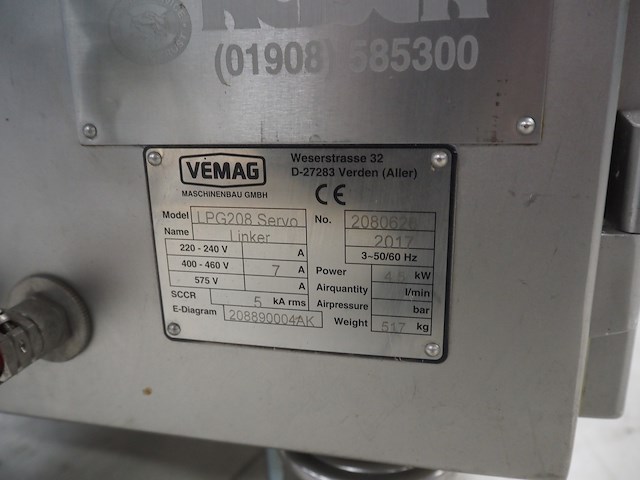 (01908) 585300
VEMAG
MASCHINENBAU GMBH
Weserstrasse 32
D-27283 Verden (Aller)
CE
Model LPG208 Servo
No.
Name Linker
2017
220 - 240 V A
3~50/60 Hz
400 - 460 V 7 A
Power kW
575 V A
Airquantity l/min
SCCR 5 kA rms
Airpressure bar
E-Diagram 208890004AK
Weight 517 kg